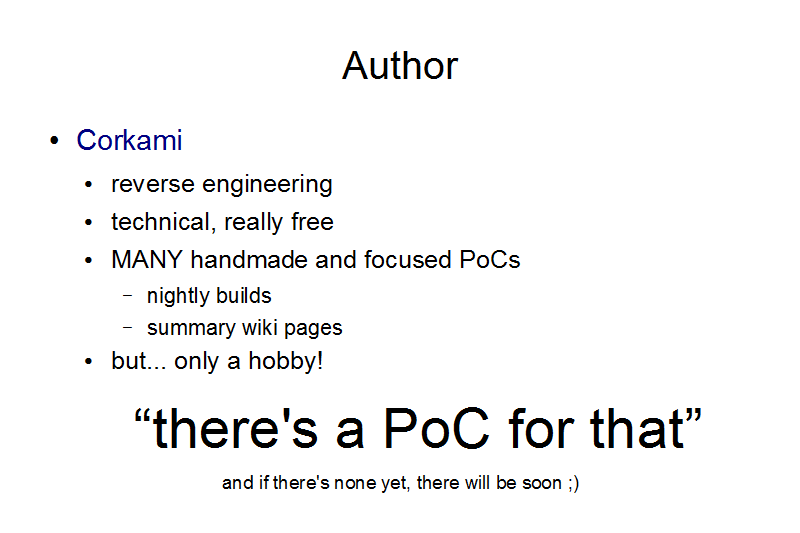 Author
• Corkami
• reverse engineering
• technical, really free
• MANY handmade and focused PoCs
– nightly builds
– summary wiki pages
• but... only a hobby!
“there's a PoC for that”
and if there's none yet, there will be soon ;)